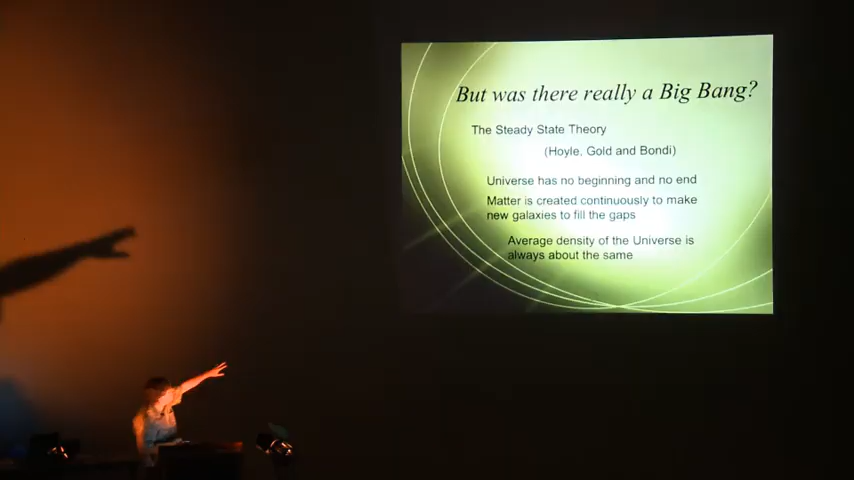 But was there really a Big Bang?
The Steady State Theory
(Hoyle, Gold and Bondi)
Universe has no beginning and no end
Matter is created continuously to make
new galaxies to fill the gaps
Average density of the Universe is
always about the same